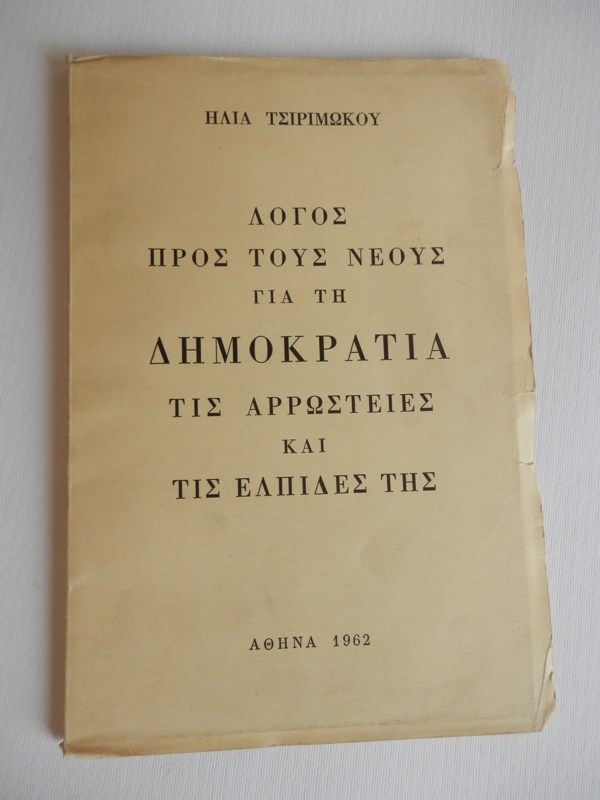 ΗΛΙΑ ΤΣΙΡΙΜΩΚΟΥ
ΛΟΓΟΣ
ΠΡΟΣ ΤΟΥΣ ΝΕΟΥΣ
ΓΙΑ ΤΗ
ΔΗΜΟΚΡΑΤΙΑ
ΤΙΣ ΑΡΡΩΣΤΕΙΕΣ
ΚΑΙ
ΤΙΣ ΕΛΠΙΔΕΣ ΤΗΣ
ΑΘΗΝΑ 1962